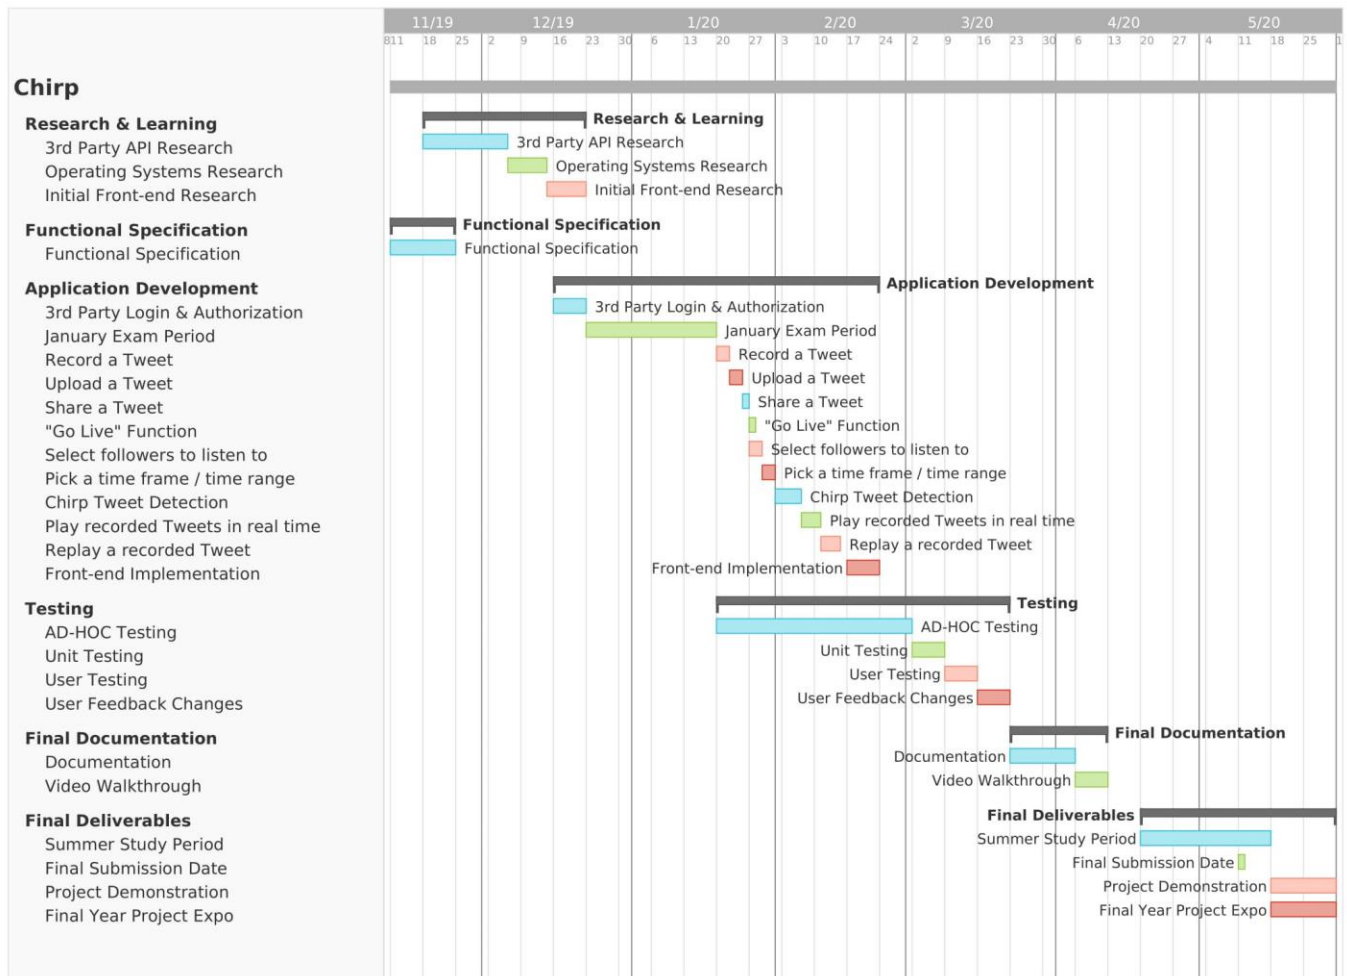 11/19 12/19 1/20 2/20 3/20 4/20 5/20
811 18 25 2 9 16 23 30 6 13 20 27 3 10 17 24 2 9 16 23 30 6 13 20 27 4 11 18 25 1
Chirp
Research & Learning Research & Learning
3rd Party API Research 3rd Party API Research
Operating Systems Research Operating Systems Research
Initial Front-end Research Initial Front-end Research
Functional Specification Functional Specification
Functional Specification Functional Specification
Application Development Application Development
3rd Party Login & Authorization 3rd Party Login & Authorization
January Exam Period January Exam Period
Record a Tweet Record a Tweet
Upload a Tweet Upload a Tweet
Share a Tweet Share a Tweet
"Go Live" Function "Go Live" Function
Select followers to listen to Select followers to listen to
Pick a time frame / time range Pick a time frame / time range
Chirp Tweet Detection Chirp Tweet Detection
Play recorded Tweets in real time Play recorded Tweets in real time
Replay a recorded Tweet Replay a recorded Tweet
Front-end Implementation Front-end Implementation
Testing Testing
AD-HOC Testing AD-HOC Testing
Unit Testing Unit Testing
User Testing User Testing
User Feedback Changes User Feedback Changes
Final Documentation Final Documentation
Documentation Documentation
Video Walkthrough Video Walkthrough
Final Deliverables Final Deliverables
Summer Study Period Summer Study Period
Final Submission Date Final Submission Date
Project Demonstration Project Demonstration
Final Year Project Expo Final Year Project Expo